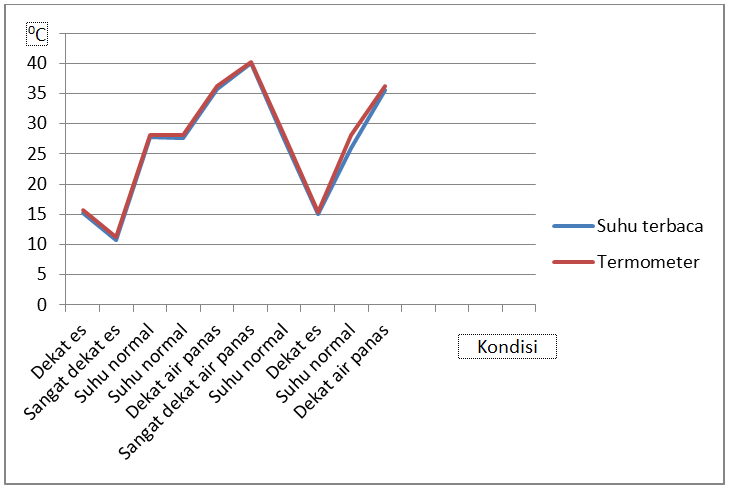 ⁰C
40
35
30
25
20
15
10
5
0
Dekat es
Sangat dekat es
Suhu normal
Suhu normal
Dekat air panas
Sangat dekat air panas
Suhu normal
Dekat es
Suhu normal
Dekat air panas
Kondisi
Suhu terbaca
Termometer